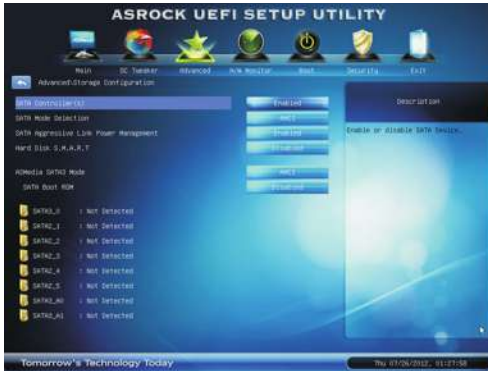 ASROCK UEFI SETUP UTILITY
Main OC Tweaker Advanced H/W Monitor Boot Security Exit
Advanced\Storage Configuration
SATA Controller(s) Enabled
SATA Mode Selection AHCI
SATA Aggressive Link Power Management Enabled
Hard Disk S.M.A.R.T Disabled
ASMedia SATA3 Mode AHCI
SATA Boot ROM Disabled
SATA3_0 : Not Detected
SATA2_1 : Not Detected
SATA2_2 : Not Detected
SATA2_3 : Not Detected
SATA2_4 : Not Detected
SATA2_5 : Not Detected
SATA3_A0 : Not Detected
SATA3_A1 : Not Detected
Description
Enable or disable SATA Device.
Tomorrow's Technology Today
Thu 07/26/2012, 01:27:58